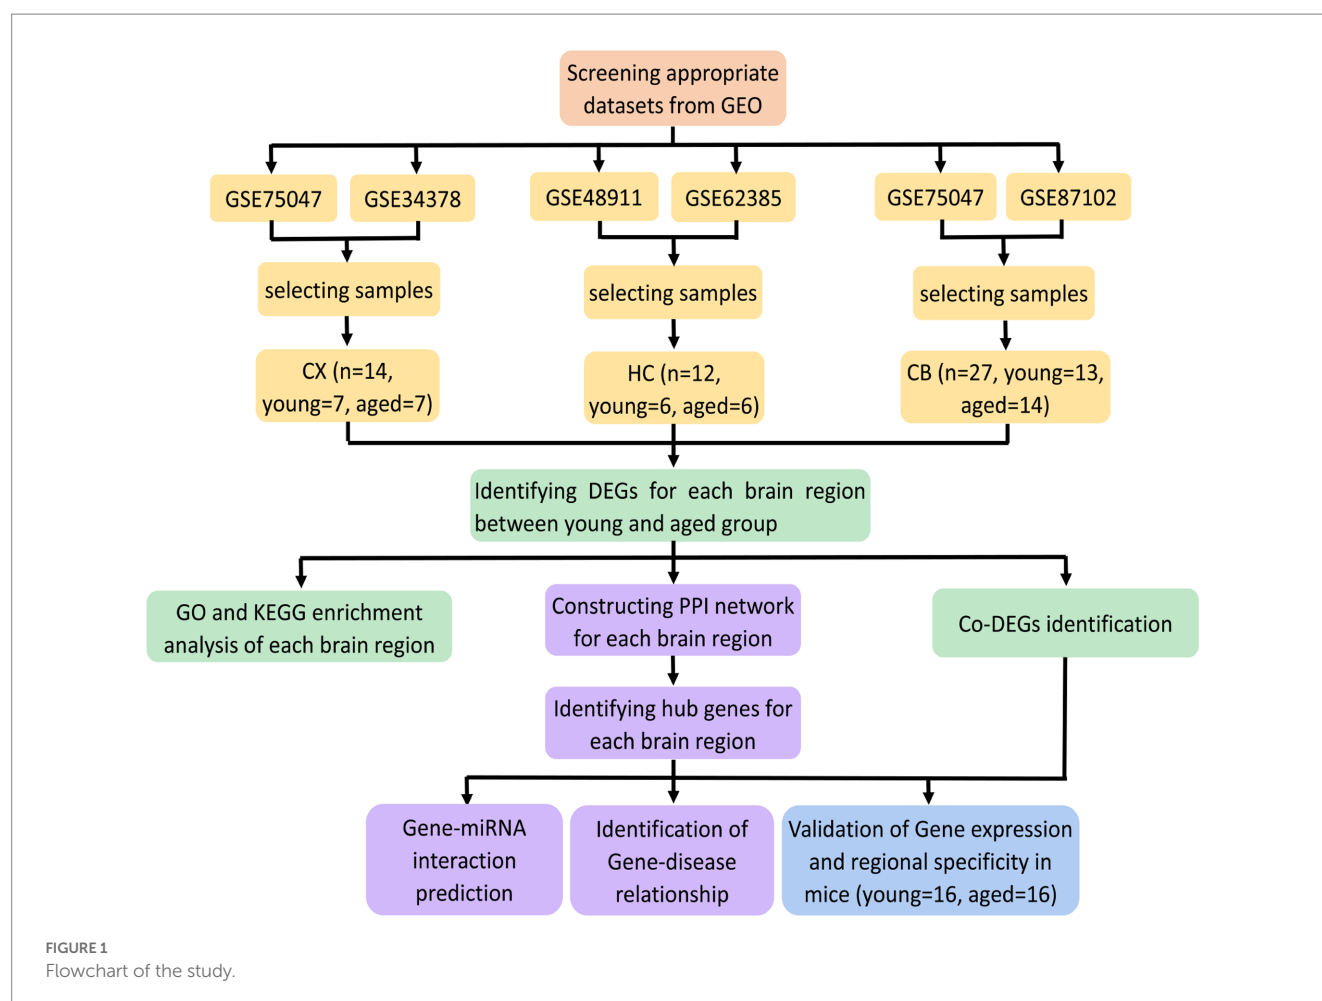 Screening appropriate
datasets from GEO
GSE75047
GSE34378
GSE48911
GSE62385
GSE75047
GSE87102
selecting samples
selecting samples
selecting samples
CX (n=14,
young=7, aged=7)
HC (n=12,
young=6, aged=6)
CB (n=27, young=13,
aged=14)
Identifying DEGs for each brain region
between young and aged group
GO and KEGG enrichment
analysis of each brain region
Constructing PPI network
for each brain region
Co-DEGs identification
Identifying hub genes for
each brain region
Gene-miRNA
interaction
prediction
Identification of
Gene-disease
relationship
Validation of Gene expression
and regional specificity in
mice (young=16, aged=16)
FIGURE 1
Flowchart of the study.